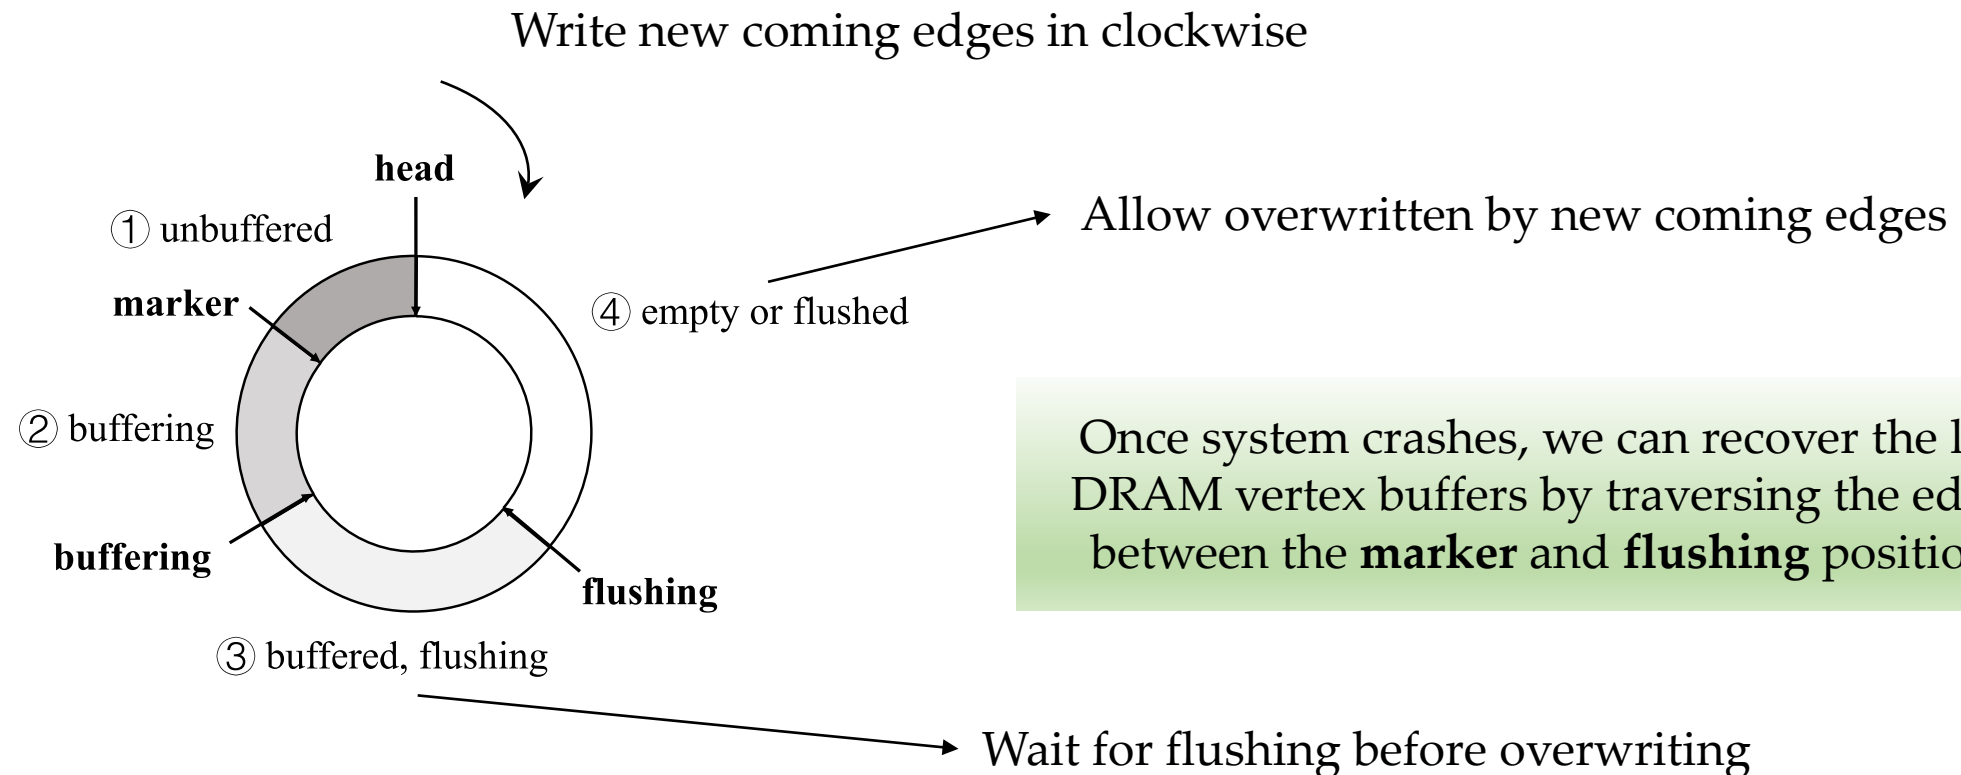 Write new coming edges in clockwise
head
① unbuffered
marker
② buffering
buffering
③ buffered, flushing
flushing
④ empty or flushed
Allow overwritten by new coming edges
Once system crashes, we can recover the
DRAM vertex buffers by traversing the
between the marker and flushing
Wait for flushing before overwriting